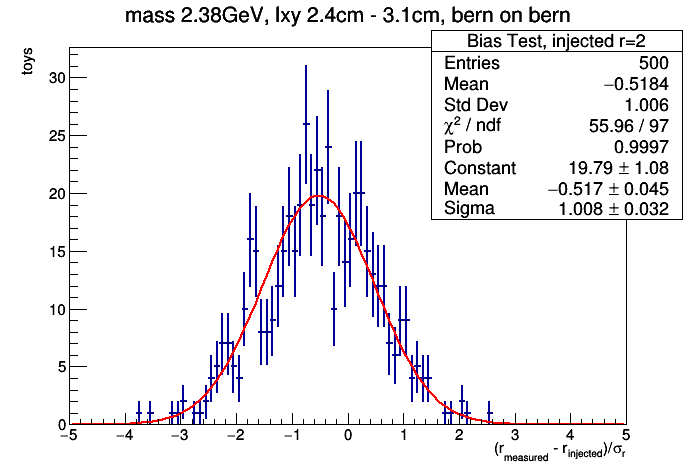 mass 2.38GeV, lxy 2.4cm - 3.1cm, bern on bern
Bias Test, injected r=2
Entries 500
Mean −0.5184
Std Dev 1.006
χ² / ndf 55.96 / 97
Prob 0.9997
Constant 19.79 ± 1.08
Mean −0.517 ± 0.045
Sigma 1.008 ± 0.032
toys
30
25
20
15
10
5
0
−5 −4 −3 −2 −1 0 1 2 3 4 5
(r_measured - r_injected)/σ_r